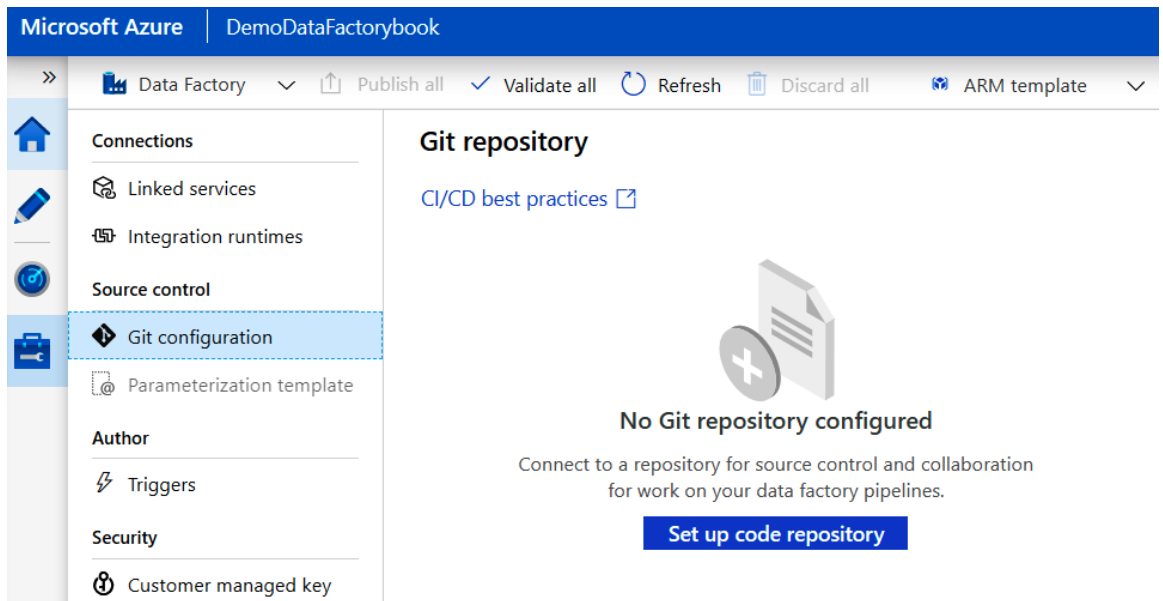 Microsoft Azure DemoDataFactorybook
Data Factory Publish all Validate all Refresh Discard all ARM template
Connections
Linked services
Integration runtimes
Source control
Git configuration
Parameterization template
Author
Triggers
Security
Customer managed key
Git repository
CI/CD best practices
No Git repository configured
Connect to a repository for source control and collaboration
for work on your data factory pipelines.
Set up code repository